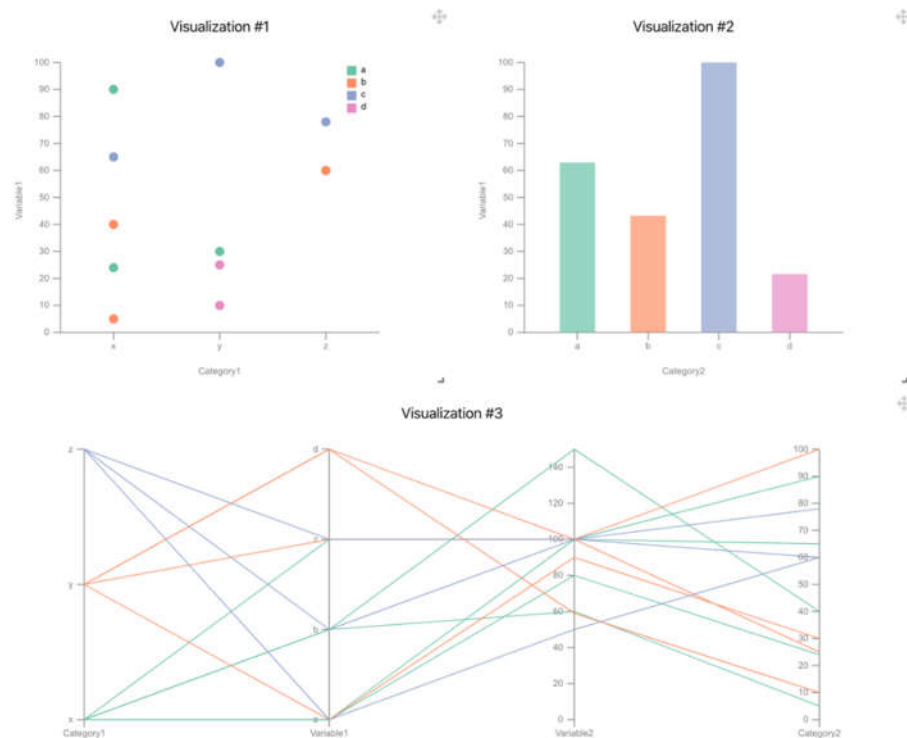 Visualization #1
100
90
80
70
60
50
40
30
20
10
0
Variable1
x
y
z
Category1
a
b
c
d
Visualization #2
100
90
80
70
60
50
40
30
20
10
0
Variable1
a
b
c
d
Category2
Visualization #3
z
y
x
Category1
d
c
b
a
Variable1
140
120
100
80
60
40
20
0
Variable2
100
90
80
70
60
50
40
30
20
10
0
Category2